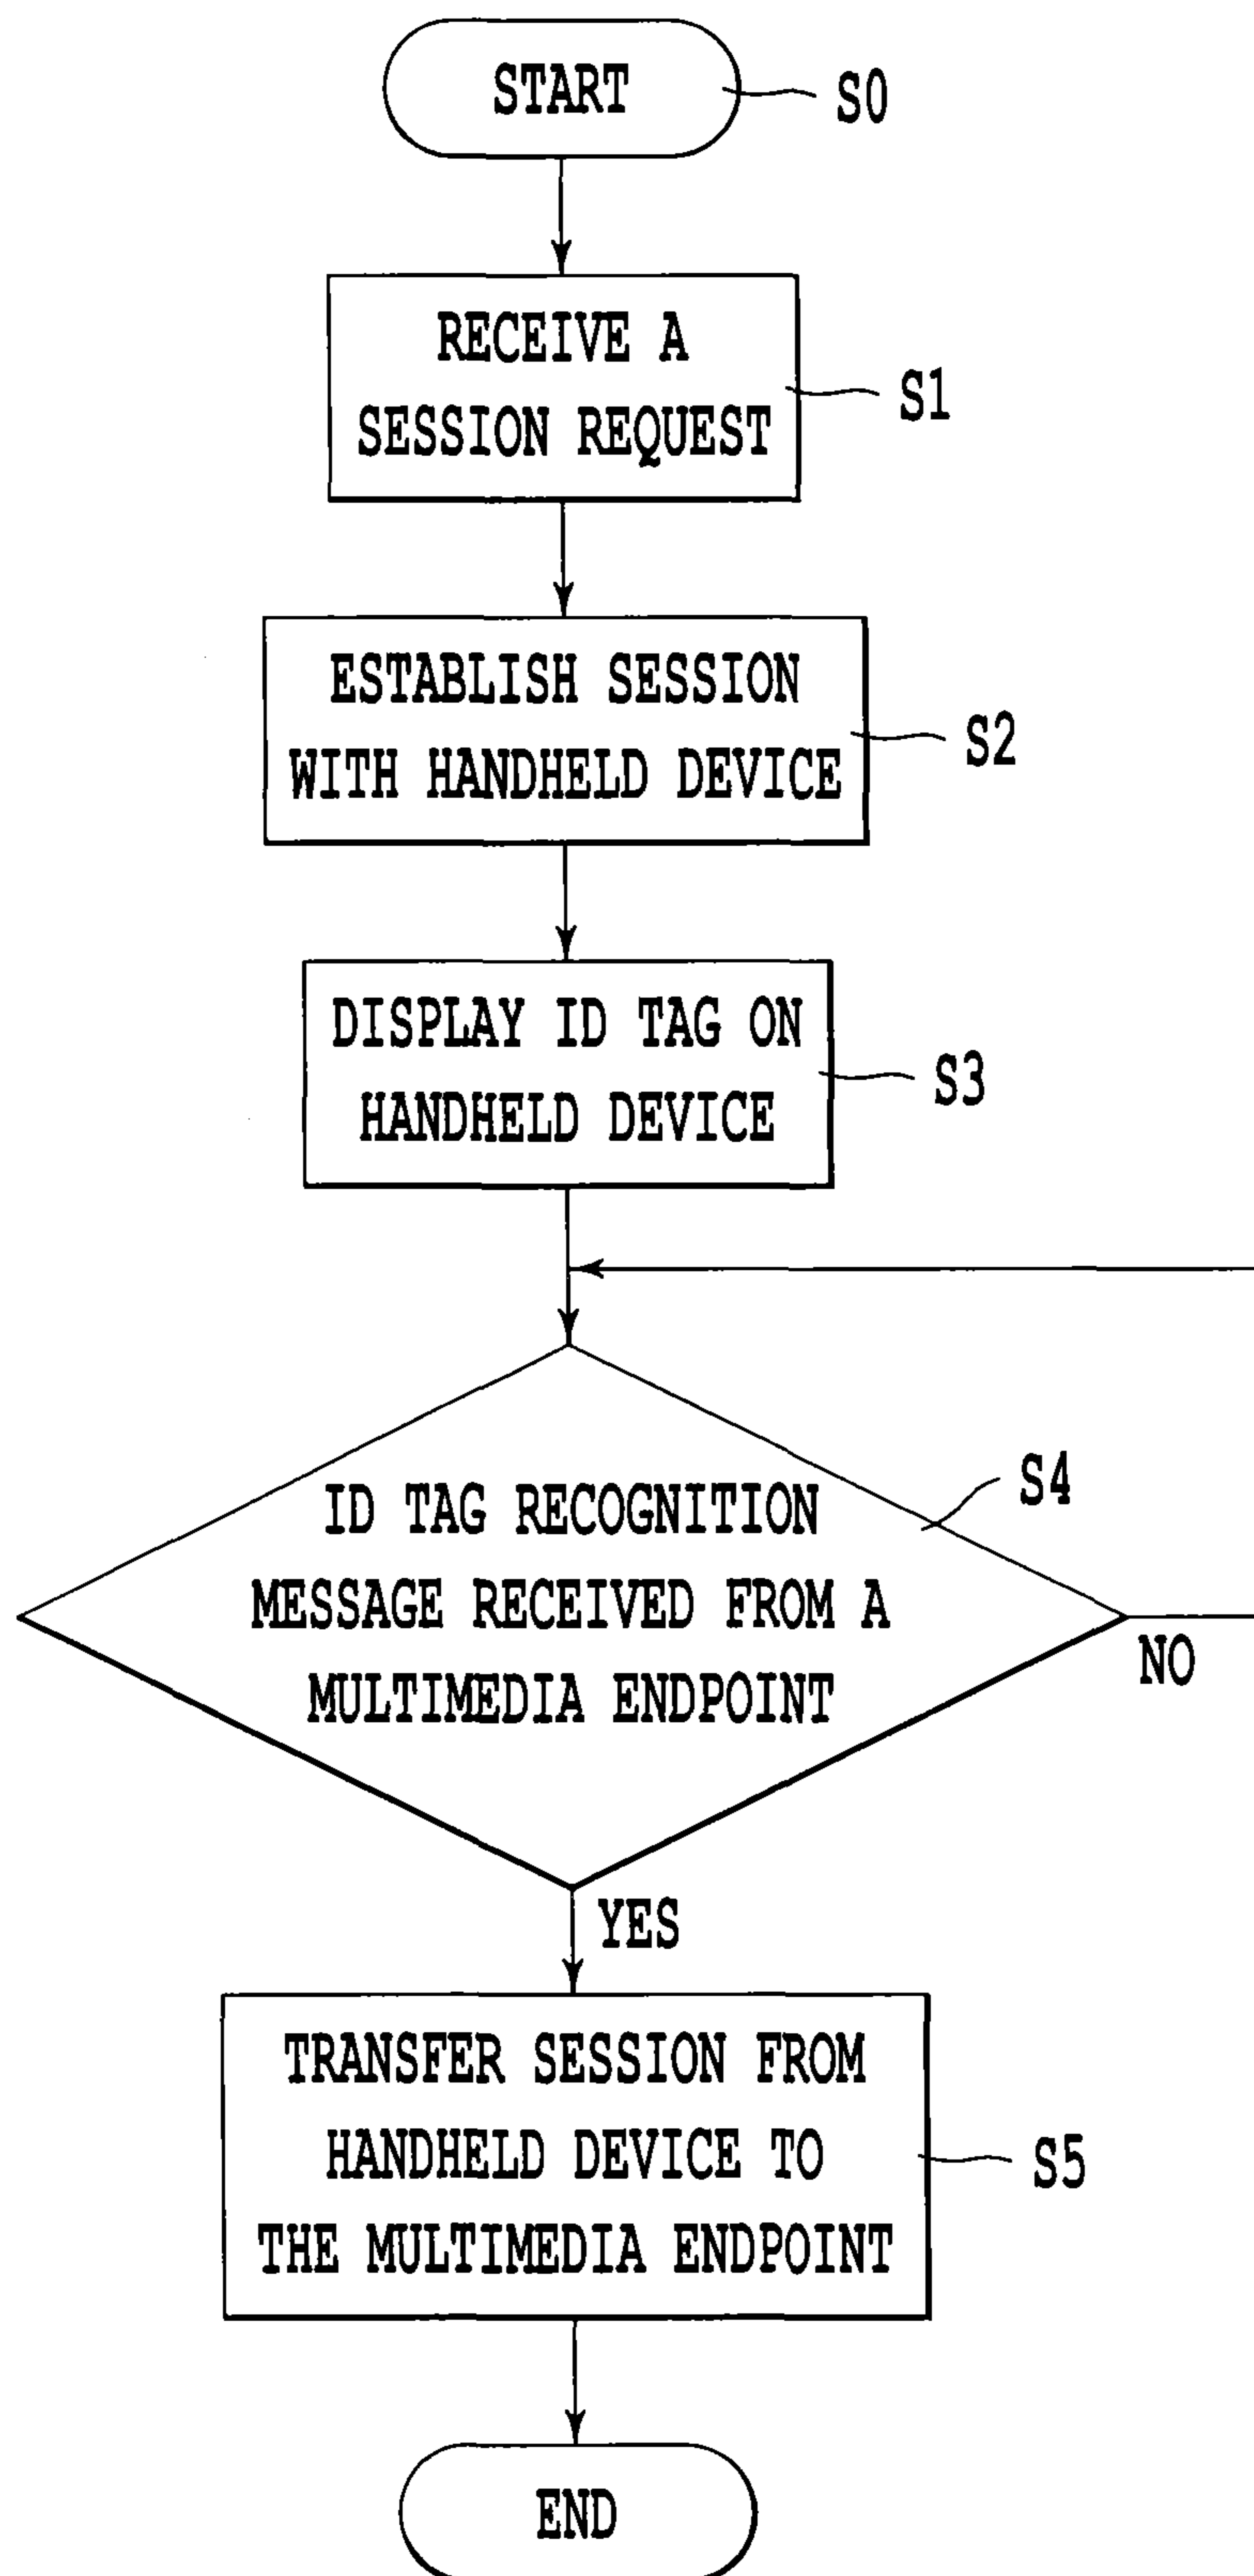 START
S0
RECEIVE A
SESSION REQUEST
S1
ESTABLISH SESSION
WITH HANDHELD DEVICE
S2
DISPLAY ID TAG ON
HANDHELD DEVICE
S3
ID TAG RECOGNITION
MESSAGE RECEIVED FROM A
MULTIMEDIA ENDPOINT
S4
NO
YES
TRANSFER SESSION FROM
HANDHELD DEVICE TO
THE MULTIMEDIA ENDPOINT
S5
END